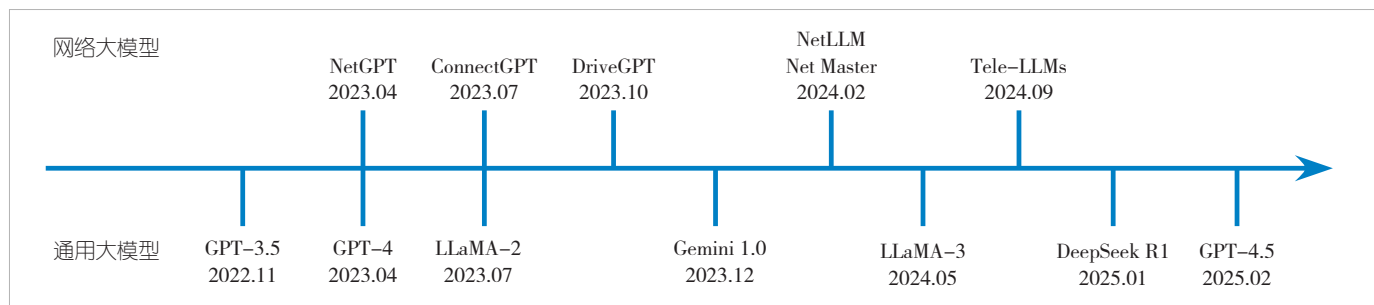 网络大模型
NetGPT
2023.04
ConnectGPT
2023.07
DriveGPT
2023.10
NetLLM
Net Master
2024.02
Tele-LLMs
2024.09
通用大模型
GPT-3.5
2022.11
GPT-4
2023.04
LLaMA-2
2023.07
Gemini 1.0
2023.12
LLaMA-3
2024.05
DeepSeek R1
2025.01
GPT-4.5
2025.02